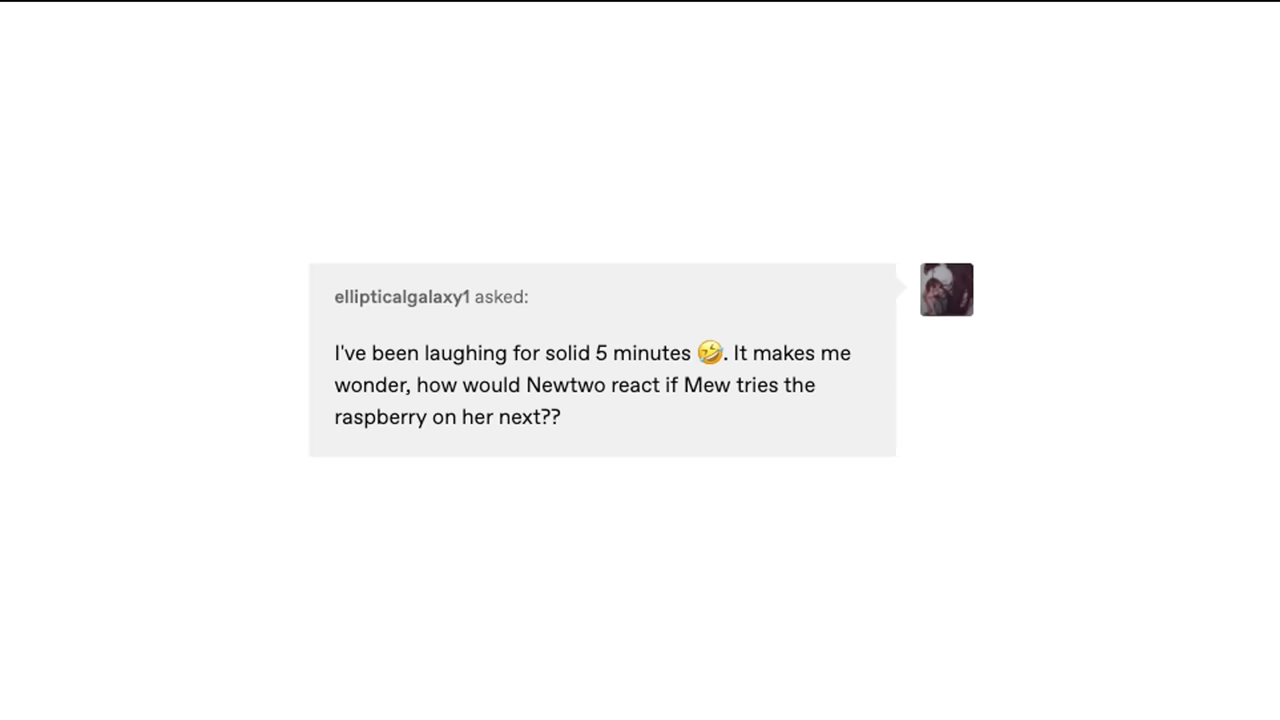 ellipticalgalaxy1 asked:
I've been laughing for solid 5 minutes 🤣. It makes me
wonder, how would Newtwo react if Mew tries the
raspberry on her next??